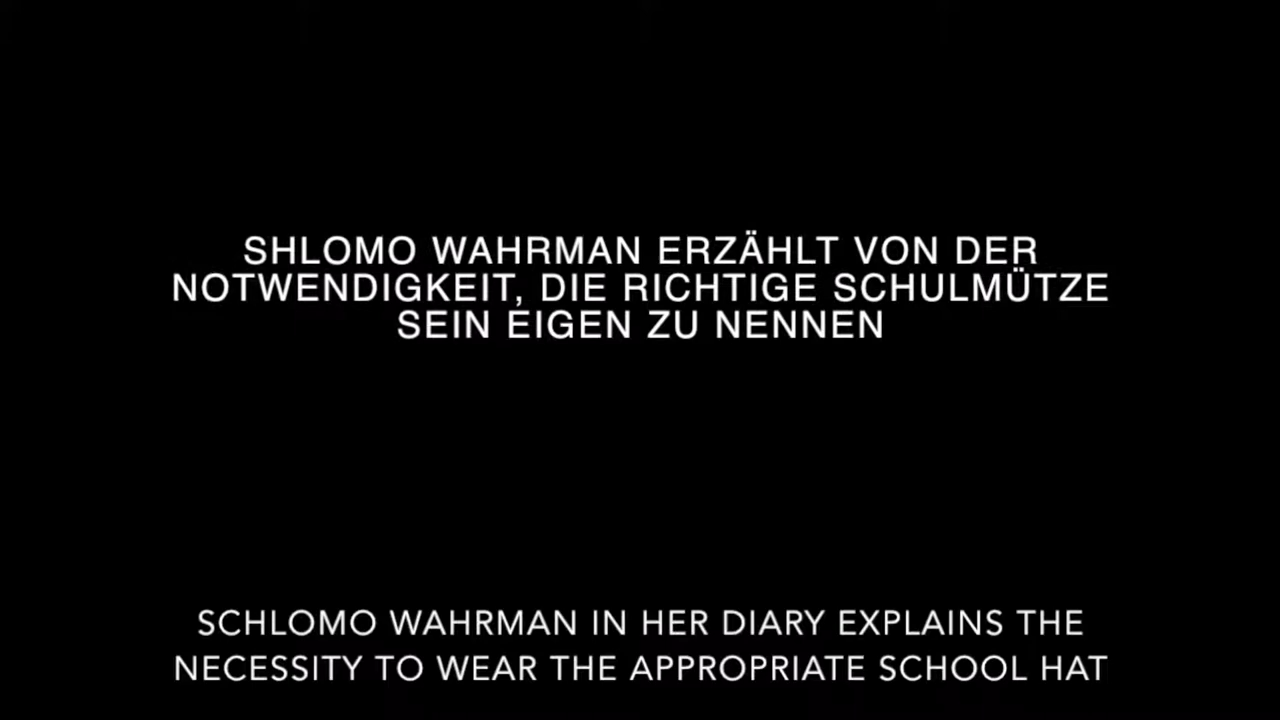 SHLOMO WAHRMAN ERZÄHLT VON DER
NOTWENDIGKEIT, DIE RICHTIGE SCHULMÜTZE
SEIN EIGEN ZU NENNEN
SCHLOMO WAHRMAN IN HER DIARY EXPLAINS THE
NECESSITY TO WEAR THE APPROPRIATE SCHOOL HAT